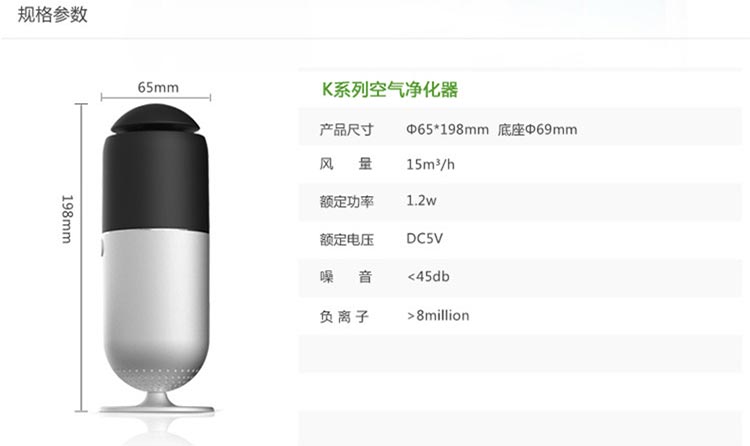 规格参数
65mm
198mm
K系列空气净化器
产品尺寸 Φ65*198mm 底座Φ69mm
风 量 15m³/h
额定功率 1.2w
额定电压 DC5V
噪 音 <45db
负 离 子 >8million